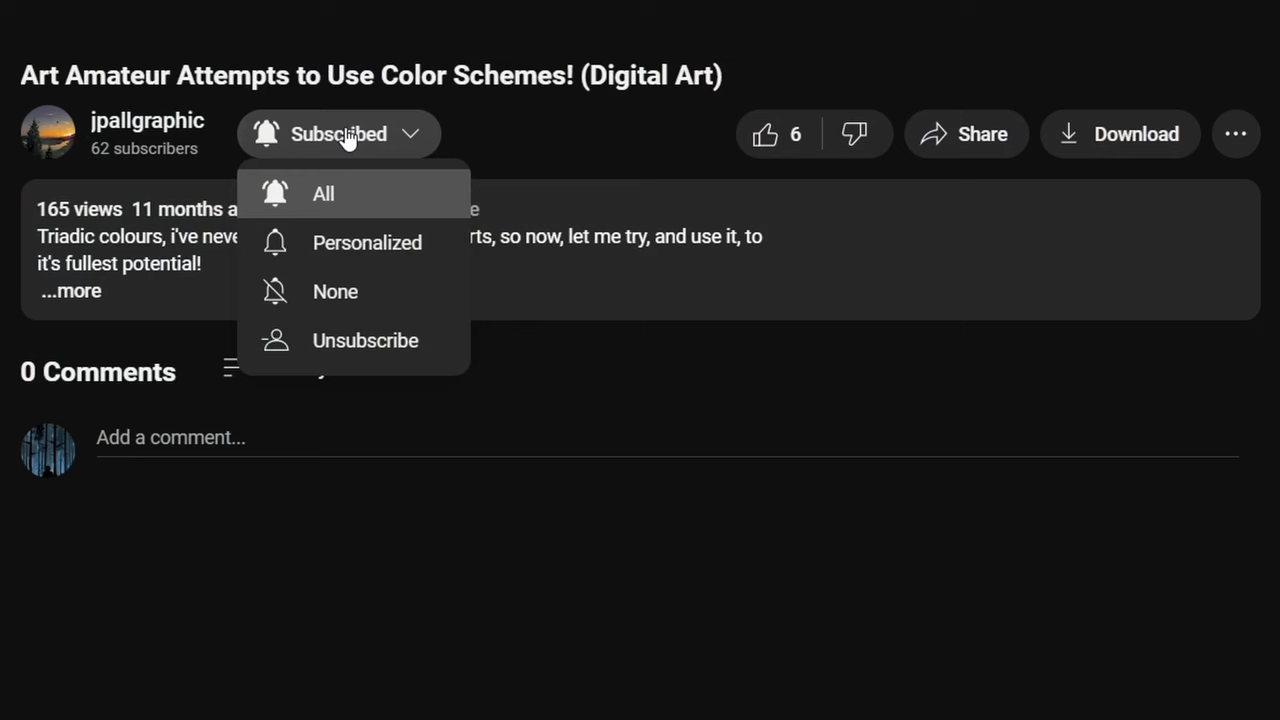 Art Amateur Attempts to Use Color Schemes! (Digital Art)
jpallgraphic
62 subscribers
Subscribed
6
Share
Download
All
Personalized
None
Unsubscribe
165 views 11 months
Triadic colours, i've so now, let me try, and use it, to
it's fullest potential!
...more
0 Comments
Add a comment...